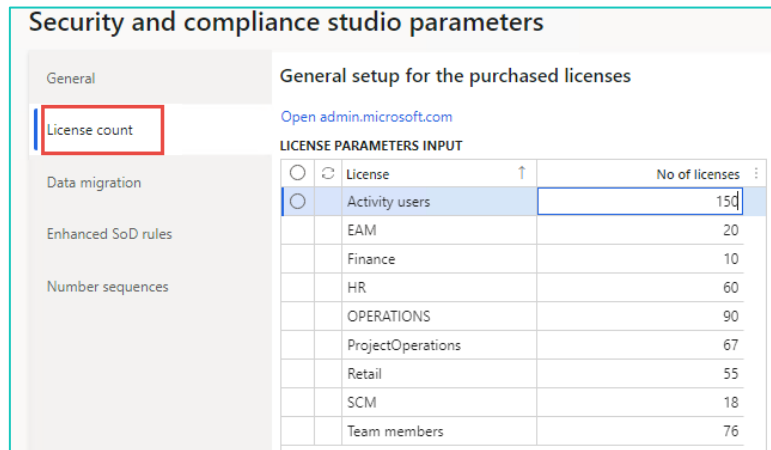 Security and compliance studio parameters
General
License count
Data migration
Enhanced SoD rules
Number sequences
General setup for the purchased licenses
Open admin.microsoft.com
LICENSE PARAMETERS INPUT
License No of licenses
Activity users 150
EAM 20
Finance 10
HR 60
OPERATIONS 90
ProjectOperations 67
Retail 55
SCM 18
Team members 76